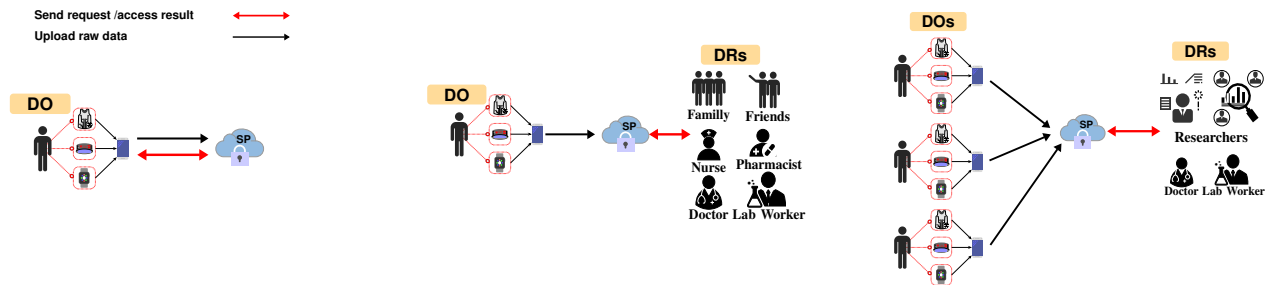 Send request /access result
Upload raw data
DO
SP
DO
SP
DRs
Familly Friends
Nurse Pharmacist
Doctor Lab Worker
DOs
SP
DRs
Researchers
Doctor Lab Worker